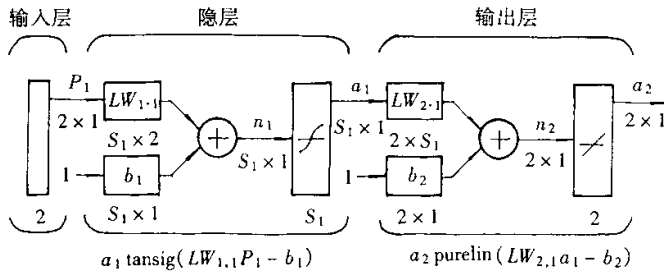 输入层 隐层 输出层
P₁ a₁ a₂
LW₁·₁ LW₂·₁
2 × 1 n₁ S₁ × 1 n₂ 2 × 1
S₁ × 2 2 × S₁
1 b₁ S₁ × 1 1 b₂ 2 × 1
2 S₁ × 1 S₁ 2 × 1 2
a₁ tansig(LW₁,₁P₁ − b₁) a₂ purelin(LW₂,₁a₁ − b₂)